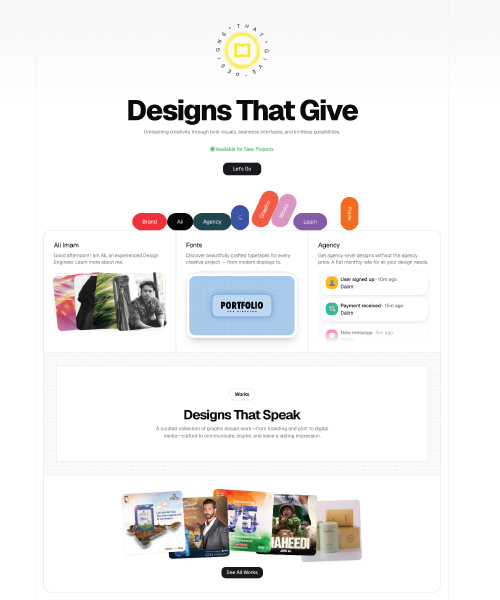 DESIGNE • THAT • GIVE •
Designs That Give
Unleashing creativity through bold visuals, seamless interfaces, and limitless possibilities.
Available for New Projects
Let's Go
Brand
Ali
Agency
Graphic
Works
Learn
Fonts
Ali Imam
Good afternoon! I am Ali, an experienced Design
Engineer. Learn more about me.
Fonts
Discover beautifully crafted typefaces for every
creative project — from modern displays to.
PORTFOLIO
Agency
Get agency-level designs without the agency
price. A flat monthly rate for all your design needs.
User signed up · 10m ago
Dalim
Payment received · 15m ago
Dalim
New message · 5m ago
Works
Designs That Speak
A curated collection of graphic design work—from branding and print to digital
media—crafted to communicate, inspire, and leave a lasting impression.
See All Works